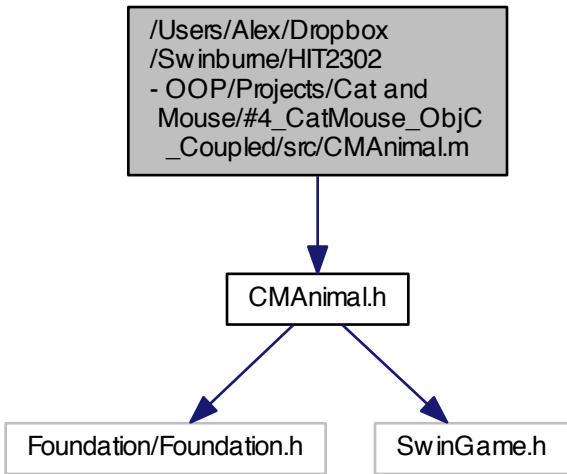 /Users/Alex/Dropbox
/Swinburne/HIT2302
- OOP/Projects/Cat and
Mouse/#4_CatMouse_ObjC
_Coupled/src/CMAnimal.m
CMAnimal.h
Foundation/Foundation.h
SwinGame.h